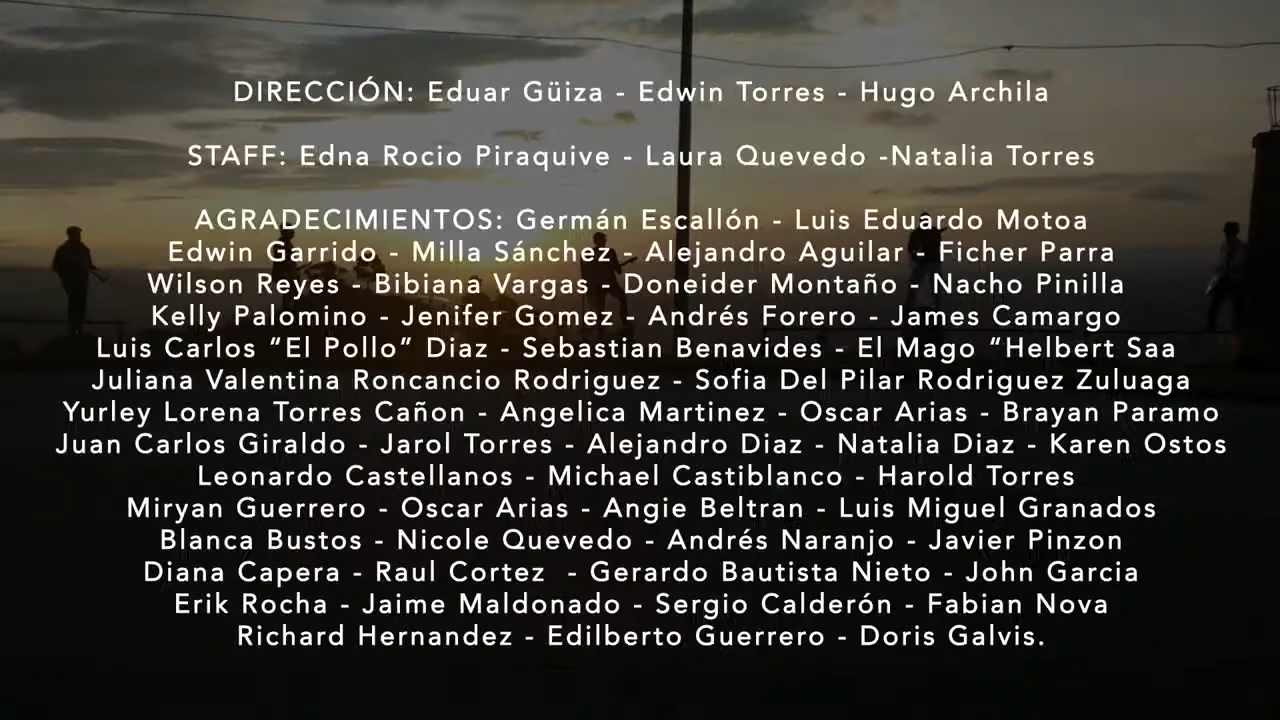 DIRECCIÓN: Eduar Güiza - Edwin Torres - Hugo Archila
STAFF: Edna Rocio Piraquive - Laura Quevedo -Natalia Torres
AGRADECIMIENTOS: Germán Escallón - Luis Eduardo Motoa
Edwin Garrido - Milla Sánchez - Alejandro Aguilar - Ficher Parra
Wilson Reyes - Bibiana Vargas - Doneider Montaño - Nacho Pinilla
Kelly Palomino - Jenifer Gomez - Andrés Forero - James Camargo
Luis Carlos “El Pollo” Diaz - Sebastian Benavides - El Mago “Helbert Saa
Juliana Valentina Roncancio Rodriguez - Sofia Del Pilar Rodriguez Zuluaga
Yurley Lorena Torres Cañon - Angelica Martinez - Oscar Arias - Brayan Paramo
Juan Carlos Giraldo - Jarol Torres - Alejandro Diaz - Natalia Diaz - Karen Ostos
Leonardo Castellanos - Michael Castiblanco - Harold Torres
Miryan Guerrero - Oscar Arias - Angie Beltran - Luis Miguel Granados
Blanca Bustos - Nicole Quevedo - Andrés Naranjo - Javier Pinzon
Diana Capera - Raul Cortez  - Gerardo Bautista Nieto - John Garcia
Erik Rocha - Jaime Maldonado - Sergio Calderón - Fabian Nova
Richard Hernandez - Edilberto Guerrero - Doris Galvis.